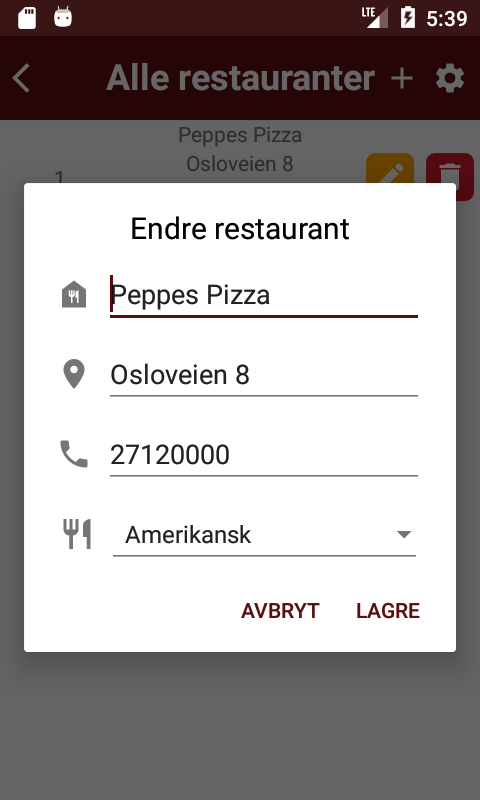 LTE 5:39
Alle restauranter
Peppes Pizza
Osloveien 8
1
Endre restaurant
Peppes Pizza
Osloveien 8
27120000
Amerikansk
AVBRYT LAGRE